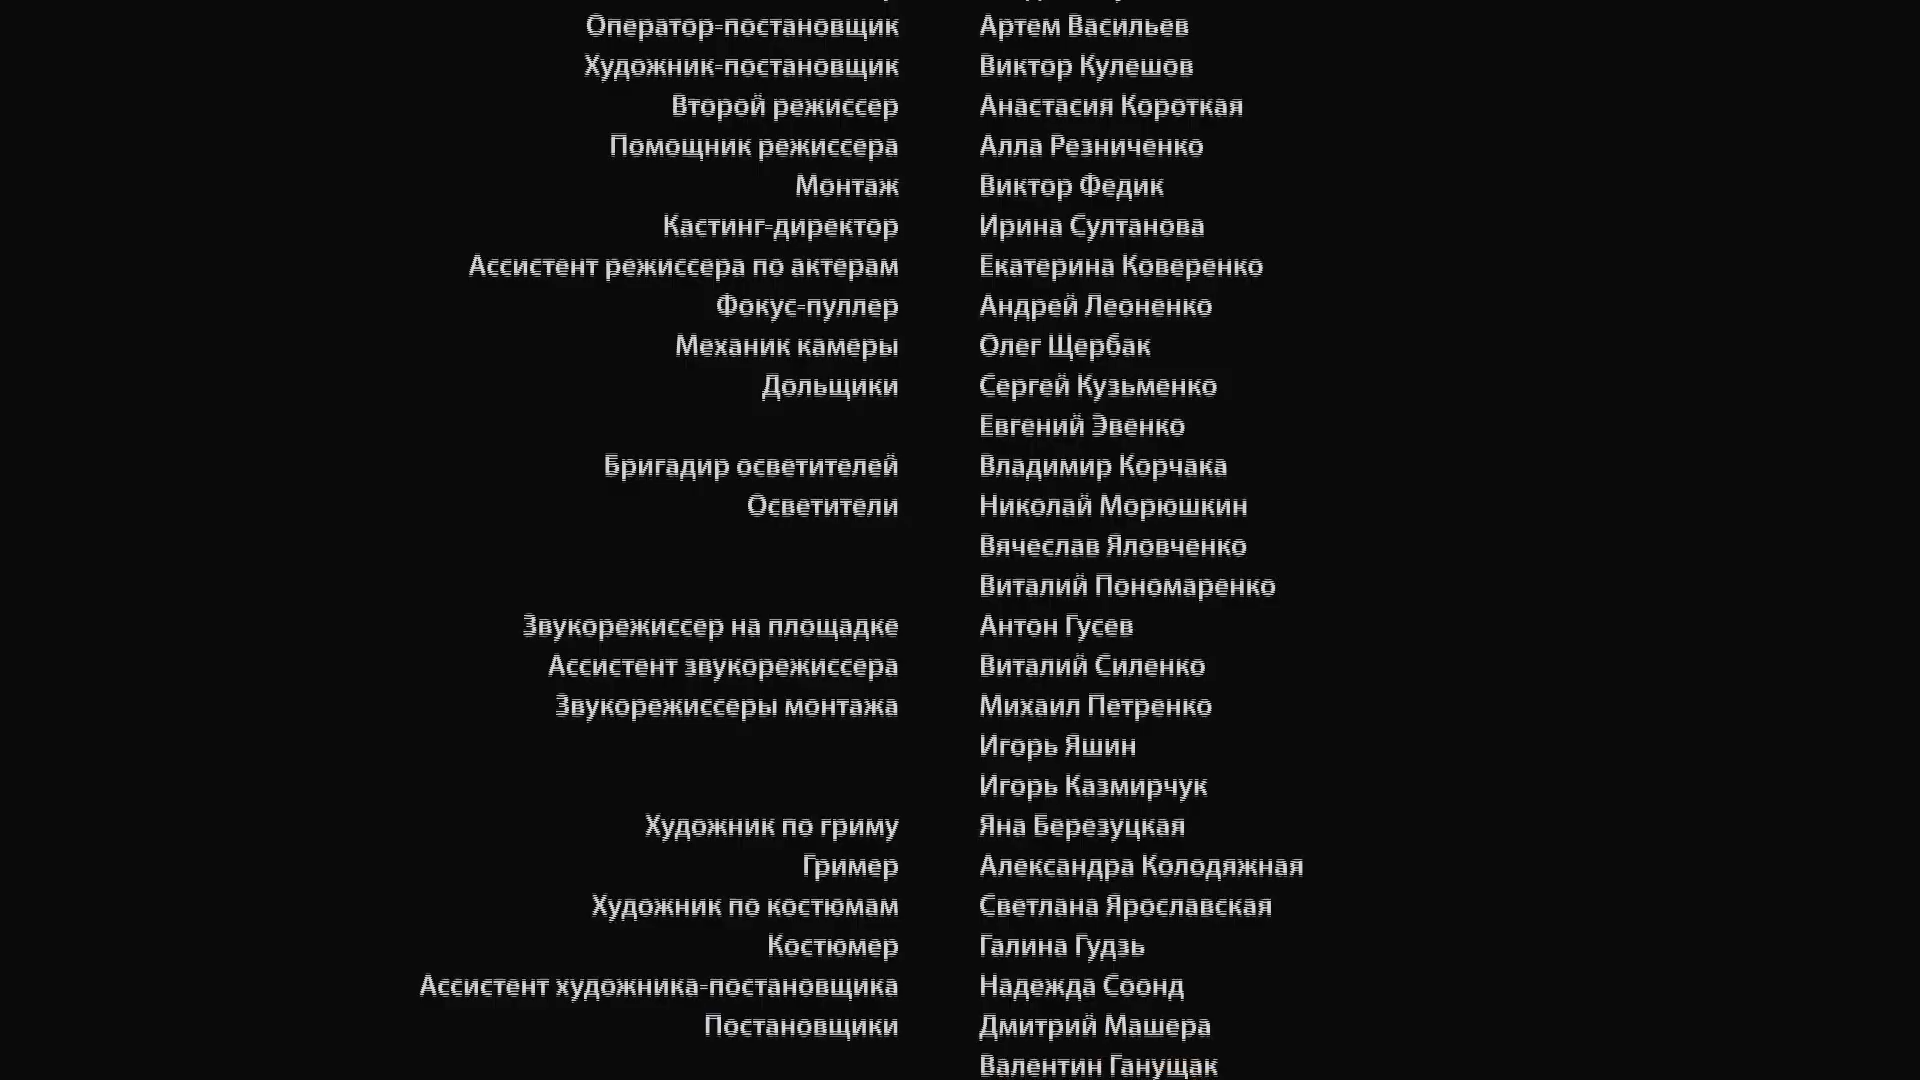 Оператор-постановщик Артем Васильев
Художник-постановщик Виктор Кулешов
Второй режиссер Анастасия Короткая
Помощник режиссера Алла Резниченко
Монтаж Виктор Федик
Кастинг-директор Ирина Султанова
Ассистент режиссера по актерам Екатерина Коверенко
Фокус-пуллер Андрей Леоненко
Механик камеры Олег Щербак
Дольщики Сергей Кузьменко
Евгений Эвенко
Бригадир осветителей Владимир Корчака
Осветители Николай Морюшкин
Вячеслав Яловченко
Виталий Пономаренко
Звукорежиссер на площадке Антон Гусев
Ассистент звукорежиссера Виталий Силенко
Звукорежиссеры монтажа Михаил Петренко
Игорь Яшин
Игорь Казмирчук
Художник по гриму Яна Березуцкая
Гример Александра Колодяжная
Художник по костюмам Светлана Ярославская
Костюмер Галина Гудзь
Ассистент художника-постановщика Надежда Соонд
Постановщики Дмитрий Машера
Валентин Ганущак